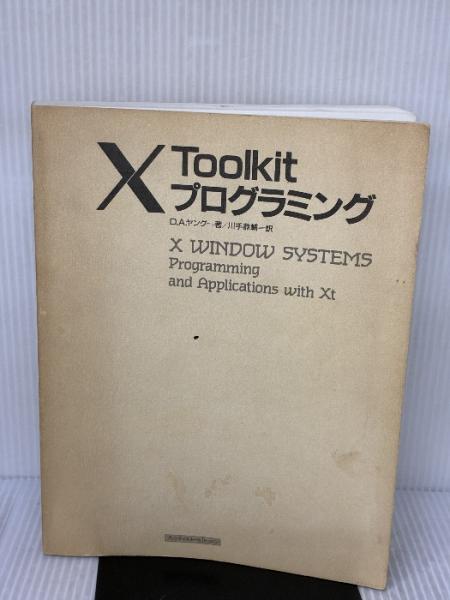 X Toolkit
プログラミング
D.A.ヤング 著/川手恭輔 訳
X WINDOW SYSTEMS
Programming
and Applications with Xt